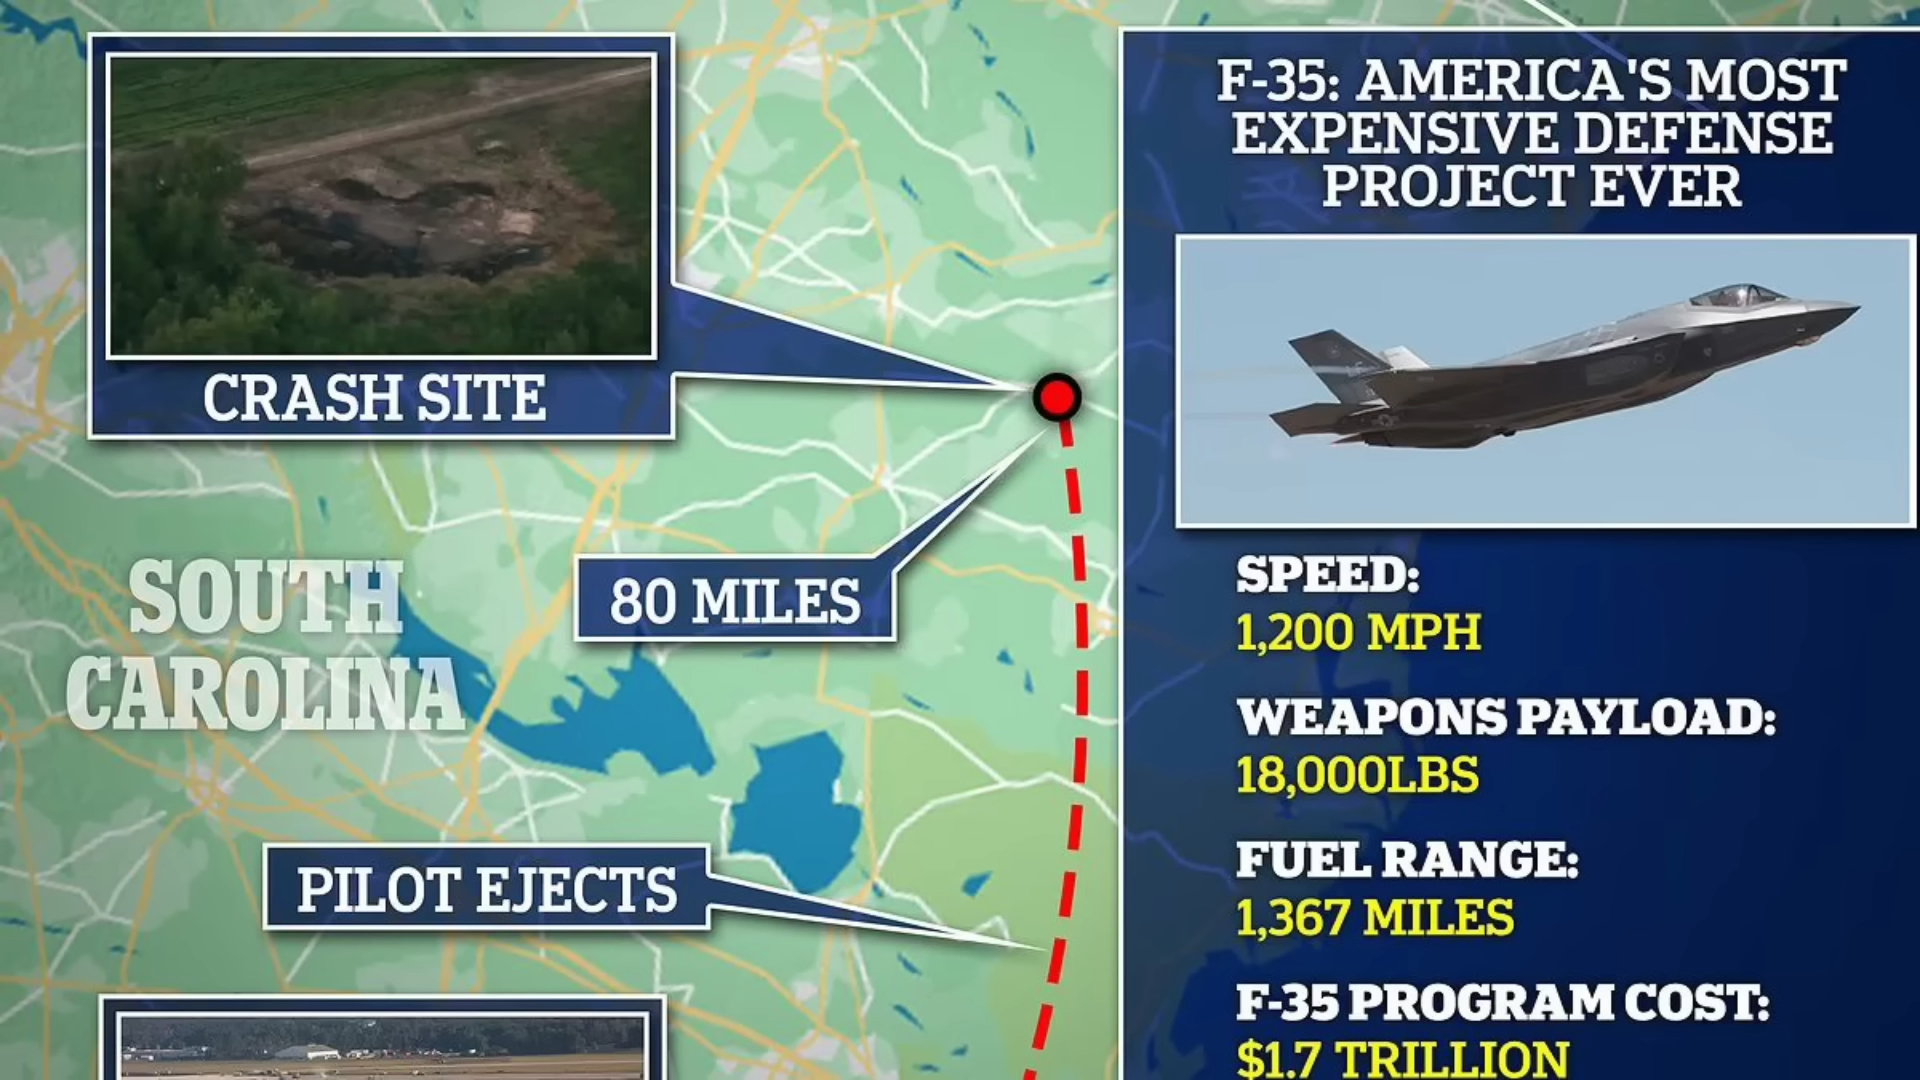 CRASH SITE
80 MILES
SOUTH
CAROLINA
PILOT EJECTS
F-35: AMERICA'S MOST
EXPENSIVE DEFENSE
PROJECT EVER
SPEED:
1,200 MPH
WEAPONS PAYLOAD:
18,000LBS
FUEL RANGE:
1,367 MILES
F-35 PROGRAM COST:
$1.7 TRILLION